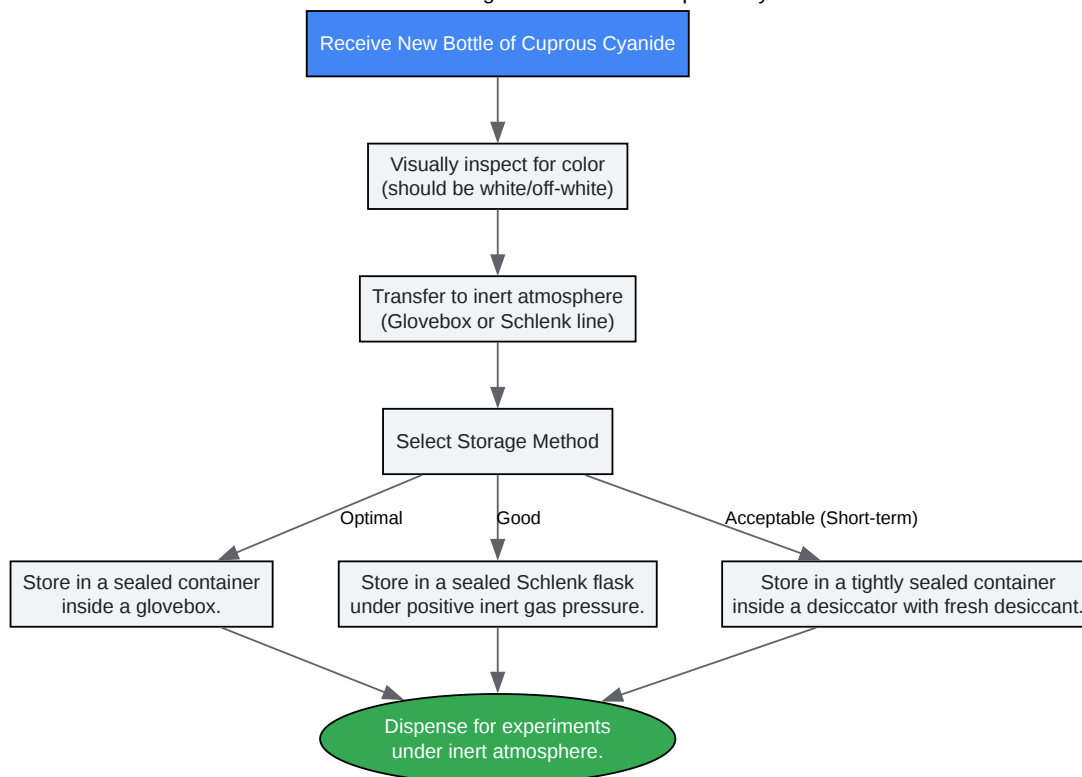 Receive New Bottle of Cuprous Cyanide
Visually inspect for color
(should be white/off-white)
Transfer to inert atmosphere
(Glovebox or Schlenk line)
Select Storage Method
Optimal
Good
Acceptable (Short-term)
Store in a sealed container
inside a glovebox.
Store in a sealed Schlenk flask
under positive inert gas pressure.
Store in a tightly sealed container
inside a desiccator with fresh desiccant.
Dispense for experiments
under inert atmosphere.